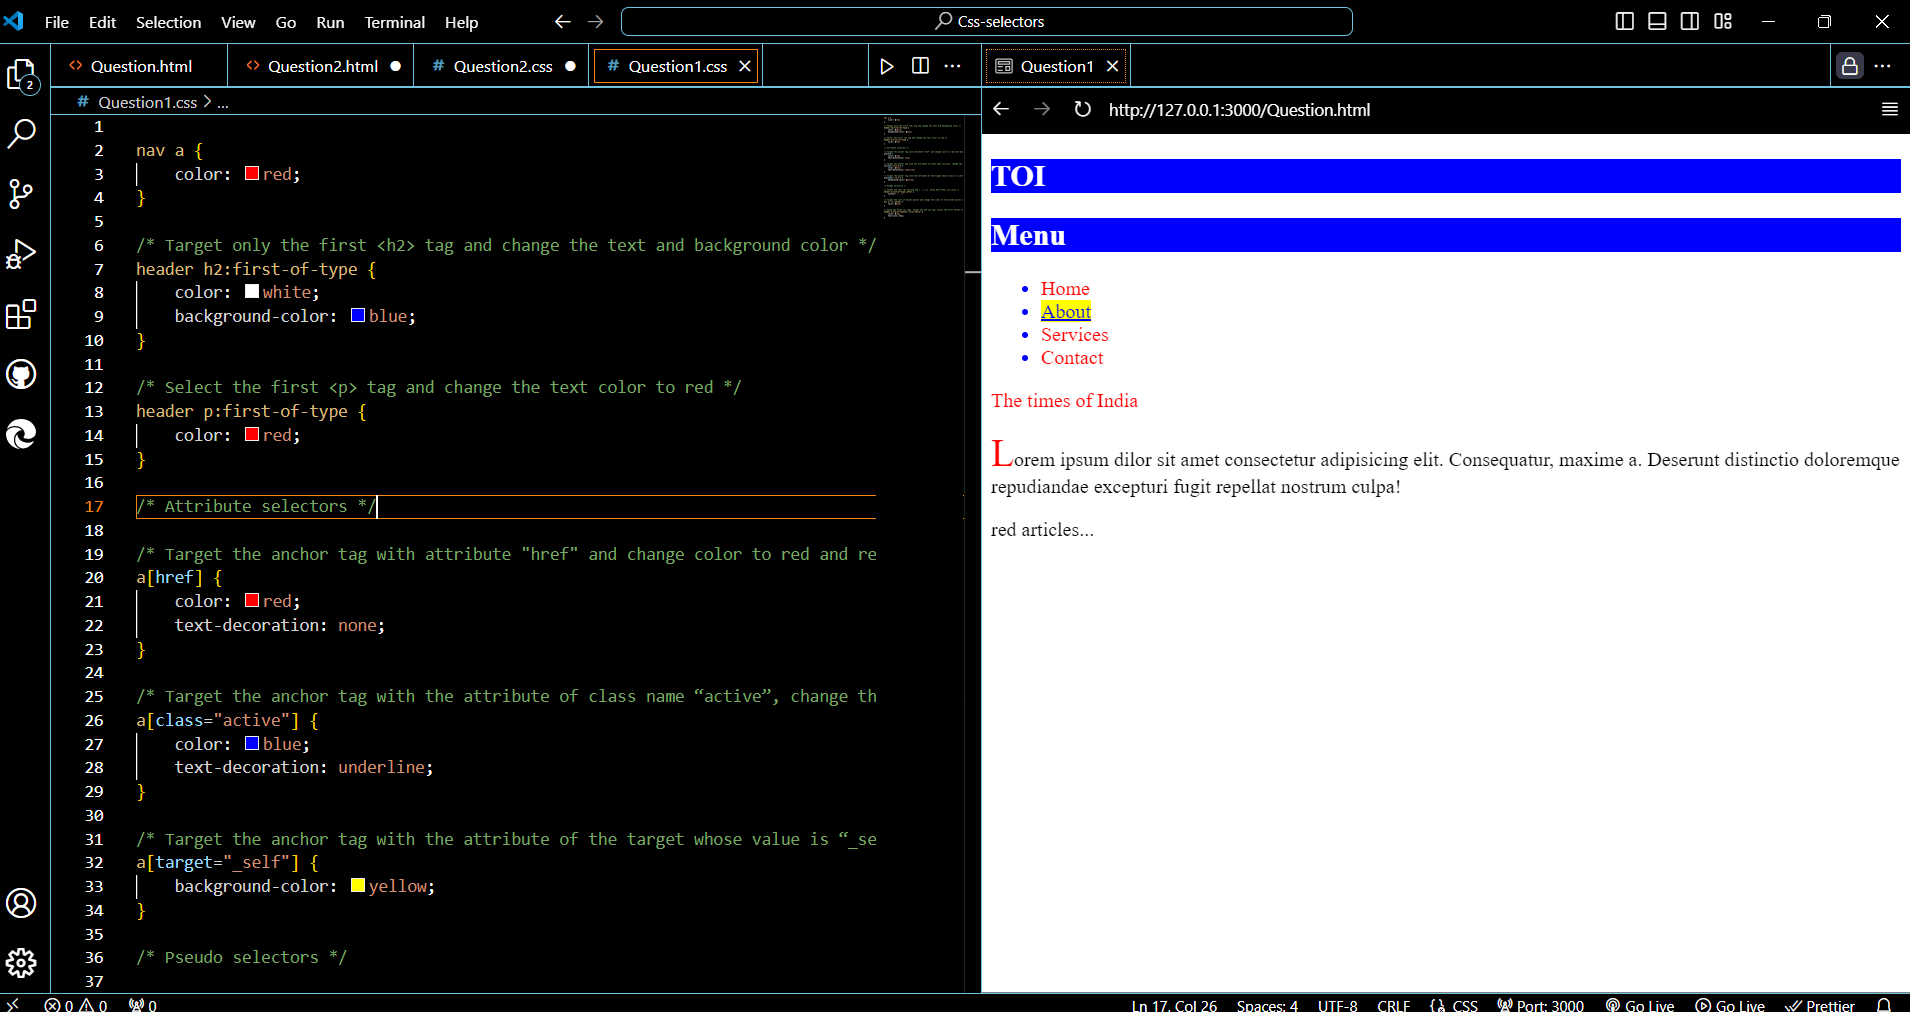 File Edit Selection View Go Run Terminal Help
Css-selectors
Question.html
Question2.html
Question2.css
Question1.css
Question1
2
Question1.css > ...
http://127.0.0.1:3000/Question.html
1
2 nav a {
3 color: red;
4 }
5
6 /* Target only the first <h2> tag and change the text and background color */
7 header h2:first-of-type {
8 color: white;
9 background-color: blue;
10 }
11
12 /* Select the first <p> tag and change the text color to red */
13 header p:first-of-type {
14 color: red;
15 }
16
17 /* Attribute selectors */
18
19 /* Target the anchor tag with attribute "href" and change color to red and re
20 a[href] {
21 color: red;
22 text-decoration: none;
23 }
24
25 /* Target the anchor tag with the attribute of class name “active”, change th
26 a[class="active"] {
27 color: blue;
28 text-decoration: underline;
29 }
30
31 /* Target the anchor tag with the attribute of the target whose value is “_se
32 a[target="_self"] {
33 background-color: yellow;
34 }
35
36 /* Pseudo selectors */
37
TOI
Menu
Home
About
Services
Contact
The times of India
Lorem ipsum dilor sit amet consectetur adipisicing elit. Consequatur, maxime a. Deserunt distinctio doloremque
repudiandae excepturi fugit repellat nostrum culpa!
red articles...
0 0 0
Ln 17, Col 26 Spaces: 4 UTF-8 CRLF {} CSS Port: 3000 Go Live Go Live Prettier